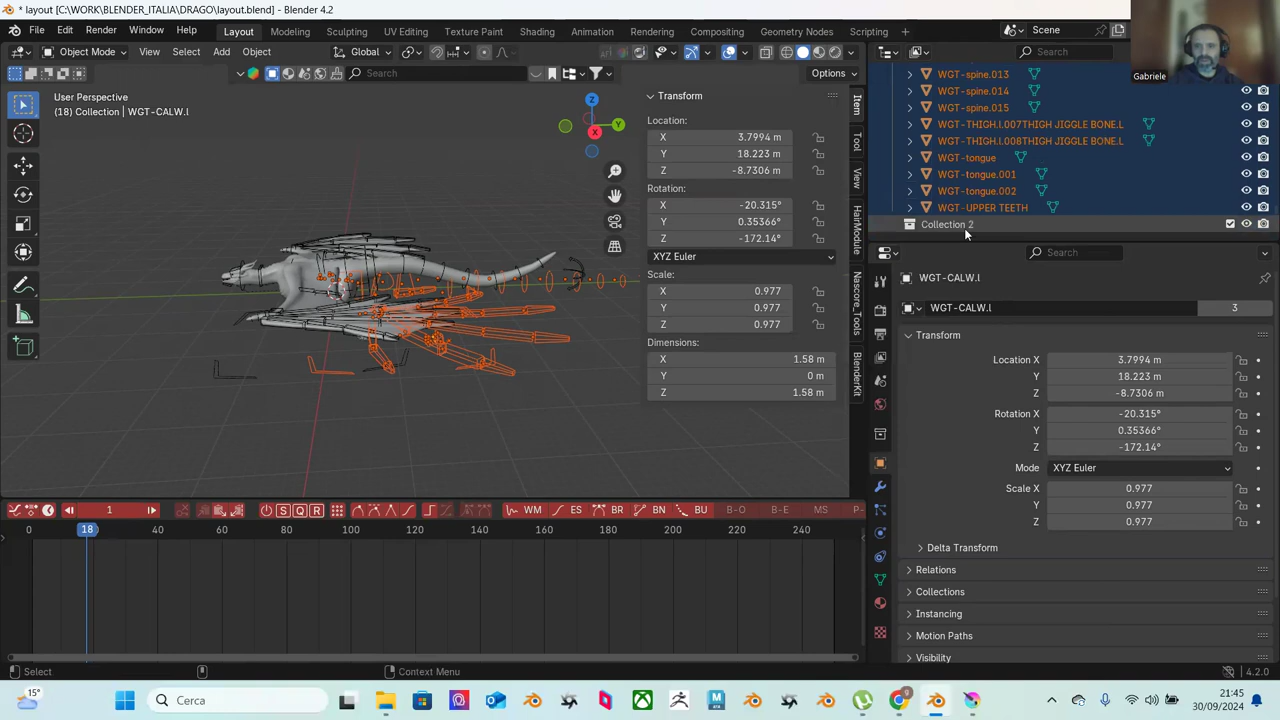 * layout [C:\WORK\BLENDER_ITALIA\DRAGO\layout.blend] - Blender 4.2
File Edit Render Window Help Layout Modeling Sculpting UV Editing Texture Paint Shading Animation Rendering Compositing Geometry Nodes Scripting Scene
Gabriele
Object Mode View Select Add Object Global
Search Options
User Perspective
(18) Collection | WGT-CALW.l
Z
Y
X
Transform
Location:
X 3.7994 m
Y 18.223 m
Z -8.7306 m
Rotation:
X -20.315°
Y 0.35366°
Z -172.14°
XYZ Euler
Scale:
X 0.977
Y 0.977
Z 0.977
Dimensions:
X 1.58 m
Y 0 m
Z 1.58 m
Item
Tool
View
HairModule
Nascore_Tools
BlenderKit
Search
WGT-spine.013
WGT-spine.014
WGT-spine.015
WGT-THIGH.l.007THIGH JIGGLE BONE.L
WGT-THIGH.l.008THIGH JIGGLE BONE.L
WGT-tongue
WGT-tongue.001
WGT-tongue.002
WGT-UPPER TEETH
Collection 2
Search
WGT-CALW.l
WGT-CALW.l 3
Transform
Location X 3.7994 m
Y 18.223 m
Z -8.7306 m
Rotation X -20.315°
Y 0.35366°
Z -172.14°
Mode XYZ Euler
Scale X 0.977
Y 0.977
Z 0.977
Delta Transform
Relations
Collections
Instancing
Motion Paths
Visibility
1 S Q R WM ES BR BN BU B-O B-E MS P-
0 18 40 60 80 100 120 140 160 180 200 220 240
Select Context Menu 4.2.0
15° Cerca 9 21:45
30/09/2024